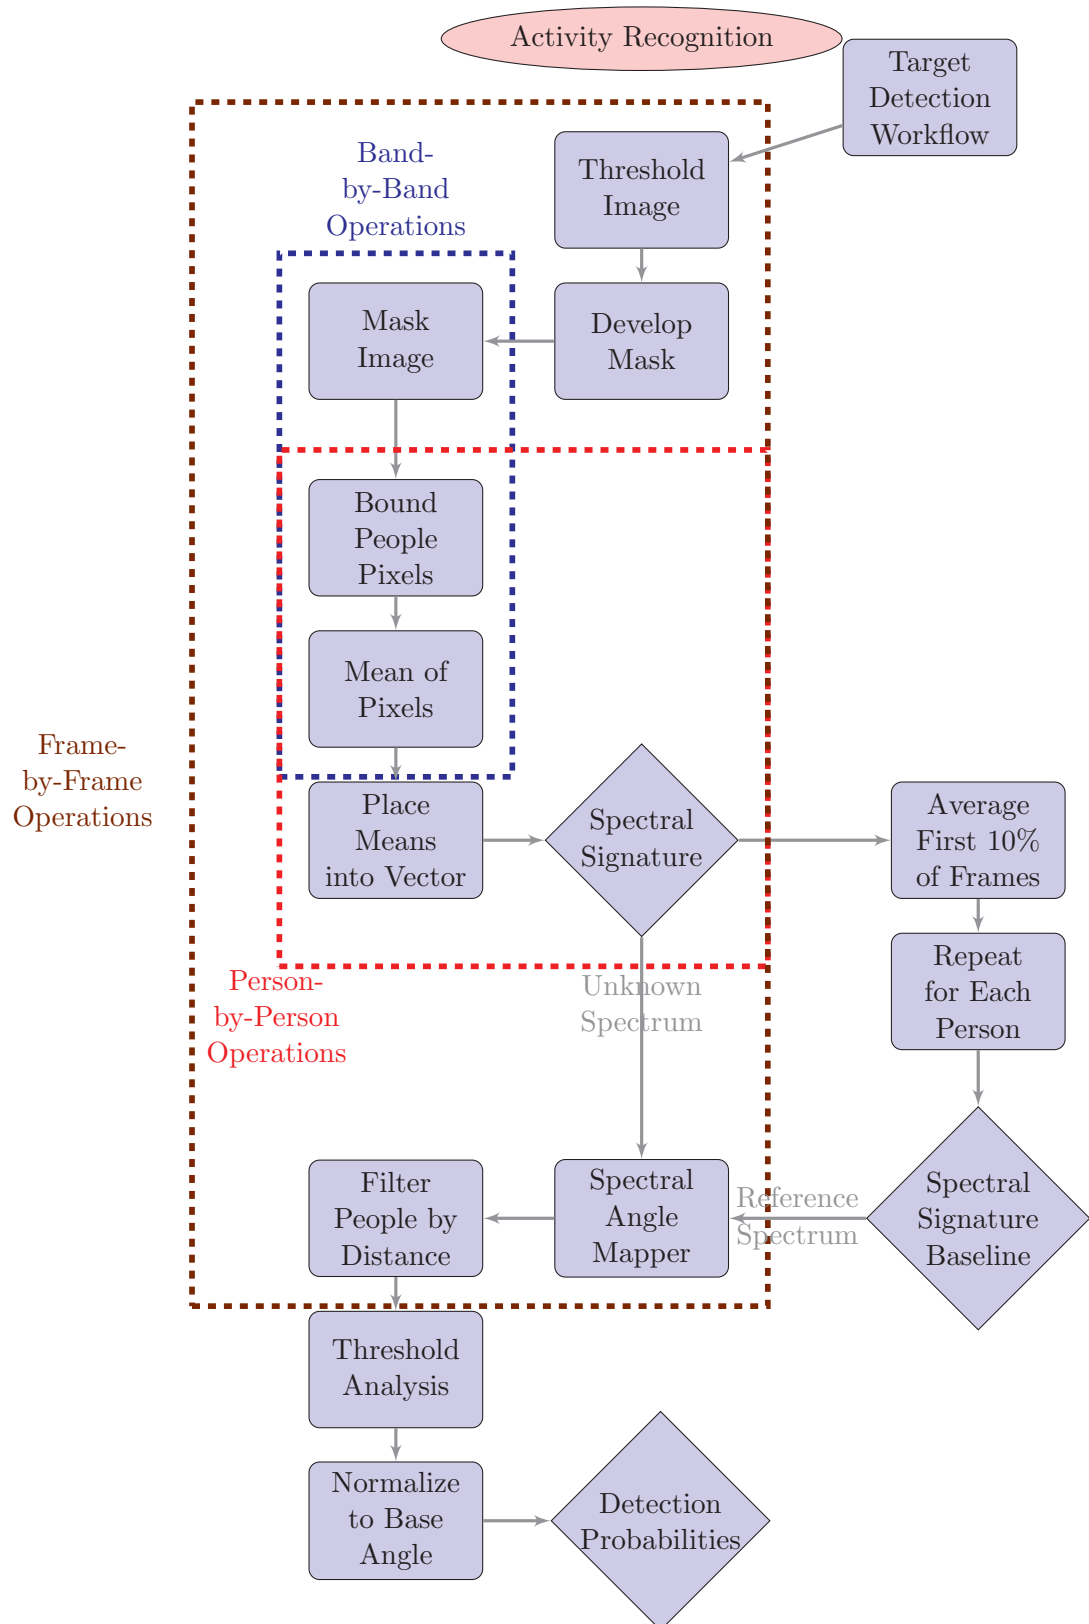 Activity Recognition
Target
Detection
Workflow
Threshold
Image
Band-
by-Band
Operations
Mask
Image
Develop
Mask
Bound
People
Pixels
Mean of
Pixels
Frame-
by-Frame
Operations
Place
Means
into Vector
Spectral
Signature
Average
First 10%
of Frames
Person-
by-Person
Operations
Unknown
Spectrum
Repeat
for Each
Person
Filter
People by
Distance
Spectral
Angle
Mapper
Reference
Spectrum
Spectral
Signature
Baseline
Threshold
Analysis
Normalize
to Base
Angle
Detection
Probabilities